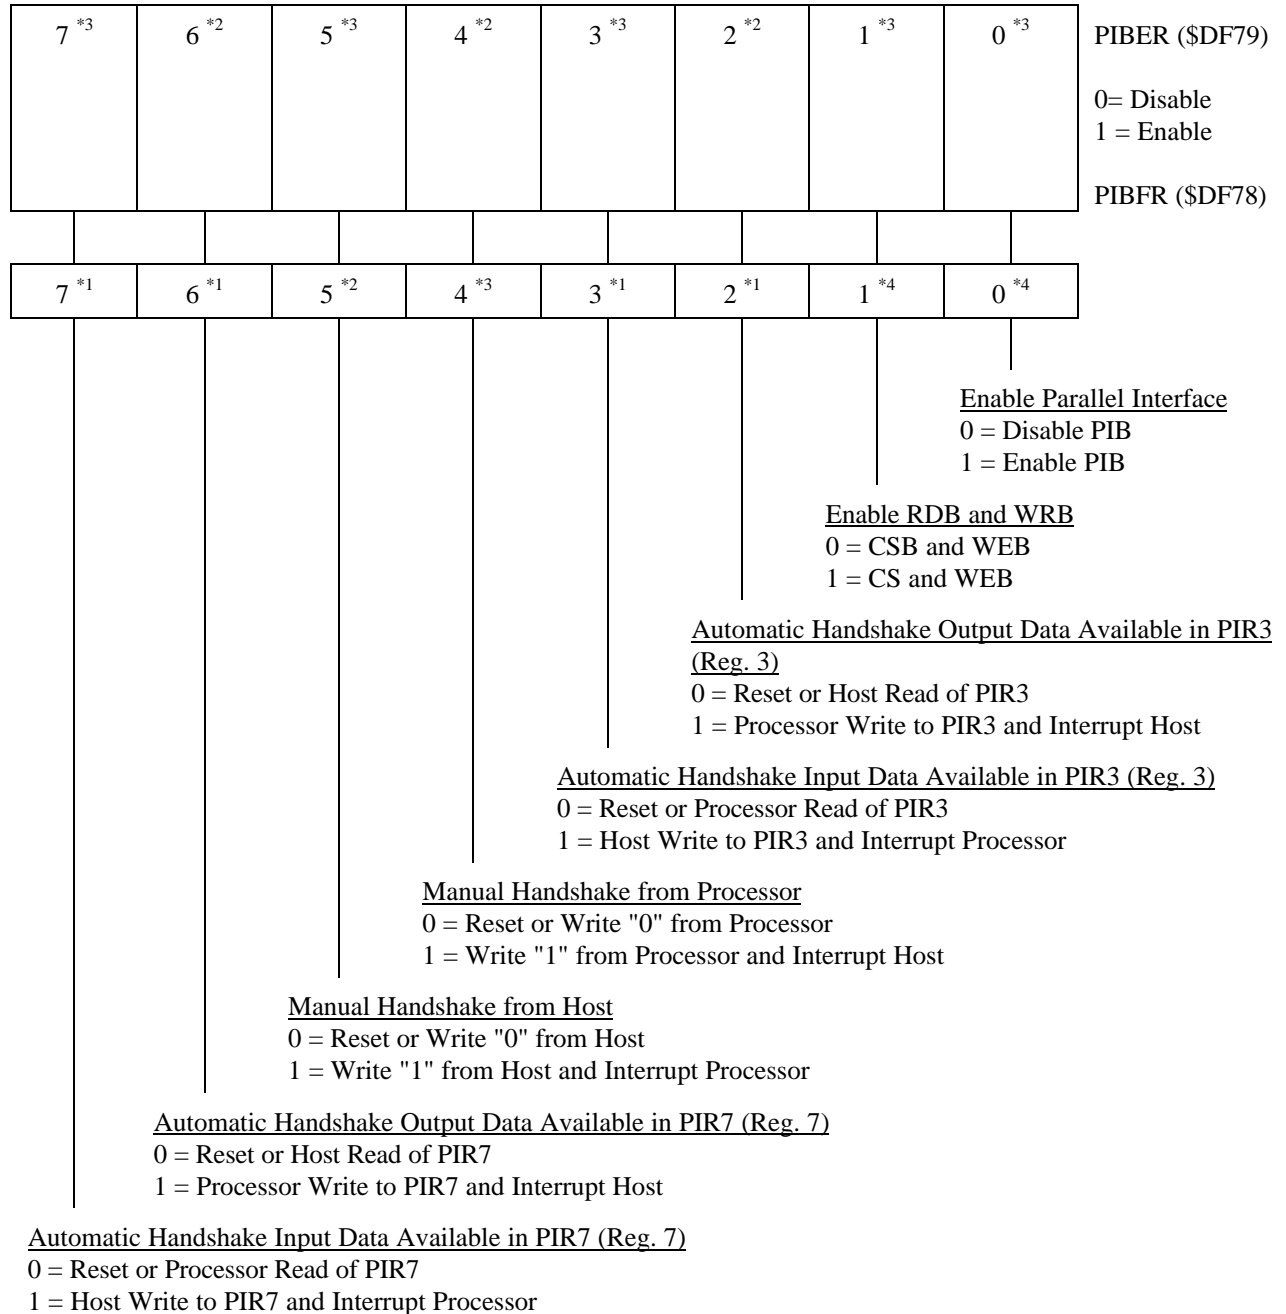 7 *3 6 *2 5 *3 4 *2 3 *3 2 *2 1 *3 0 *3 PIBER ($DF79)
0= Disable
1 = Enable
PIBFR ($DF78)
7 *1 6 *1 5 *2 4 *3 3 *1 2 *1 1 *4 0 *4
Enable Parallel Interface
0 = Disable PIB
1 = Enable PIB
Enable RDB and WRB
0 = CSB and WEB
1 = CS and WEB
Automatic Handshake Output Data Available in PIR3
(Reg. 3)
0 = Reset or Host Read of PIR3
1 = Processor Write to PIR3 and Interrupt Host
Automatic Handshake Input Data Available in PIR3 (Reg. 3)
0 = Reset or Processor Read of PIR3
1 = Host Write to PIR3 and Interrupt Processor
Manual Handshake from Processor
0 = Reset or Write "0" from Processor
1 = Write "1" from Processor and Interrupt Host
Manual Handshake from Host
0 = Reset or Write "0" from Host
1 = Write "1" from Host and Interrupt Processor
Automatic Handshake Output Data Available in PIR7 (Reg. 7)
0 = Reset or Host Read of PIR7
1 = Processor Write to PIR7 and Interrupt Host
Automatic Handshake Input Data Available in PIR7 (Reg. 7)
0 = Reset or Processor Read of PIR7
1 = Host Write to PIR7 and Interrupt Processor